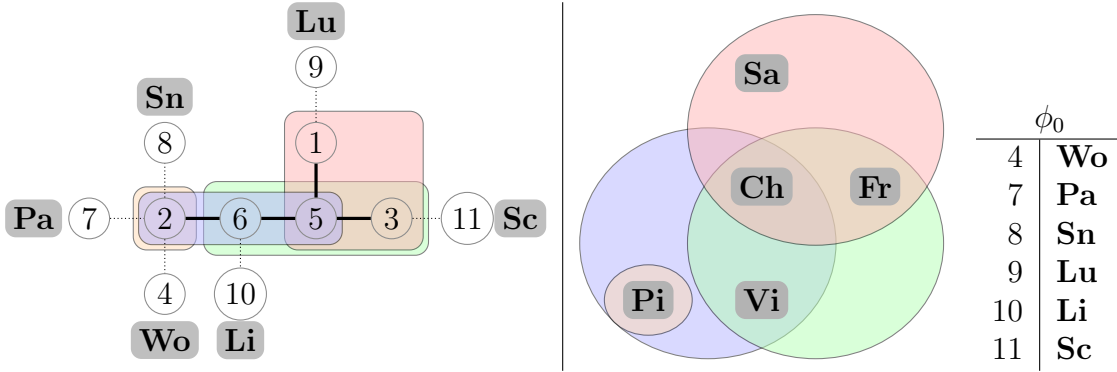 Lu
9
Sn
8
1
Pa 7 2 6 5 3 11 Sc
4 10
Wo Li
Sa
Ch Fr
Pi Vi
ϕ0
4 Wo
7 Pa
8 Sn
9 Lu
10 Li
11 Sc